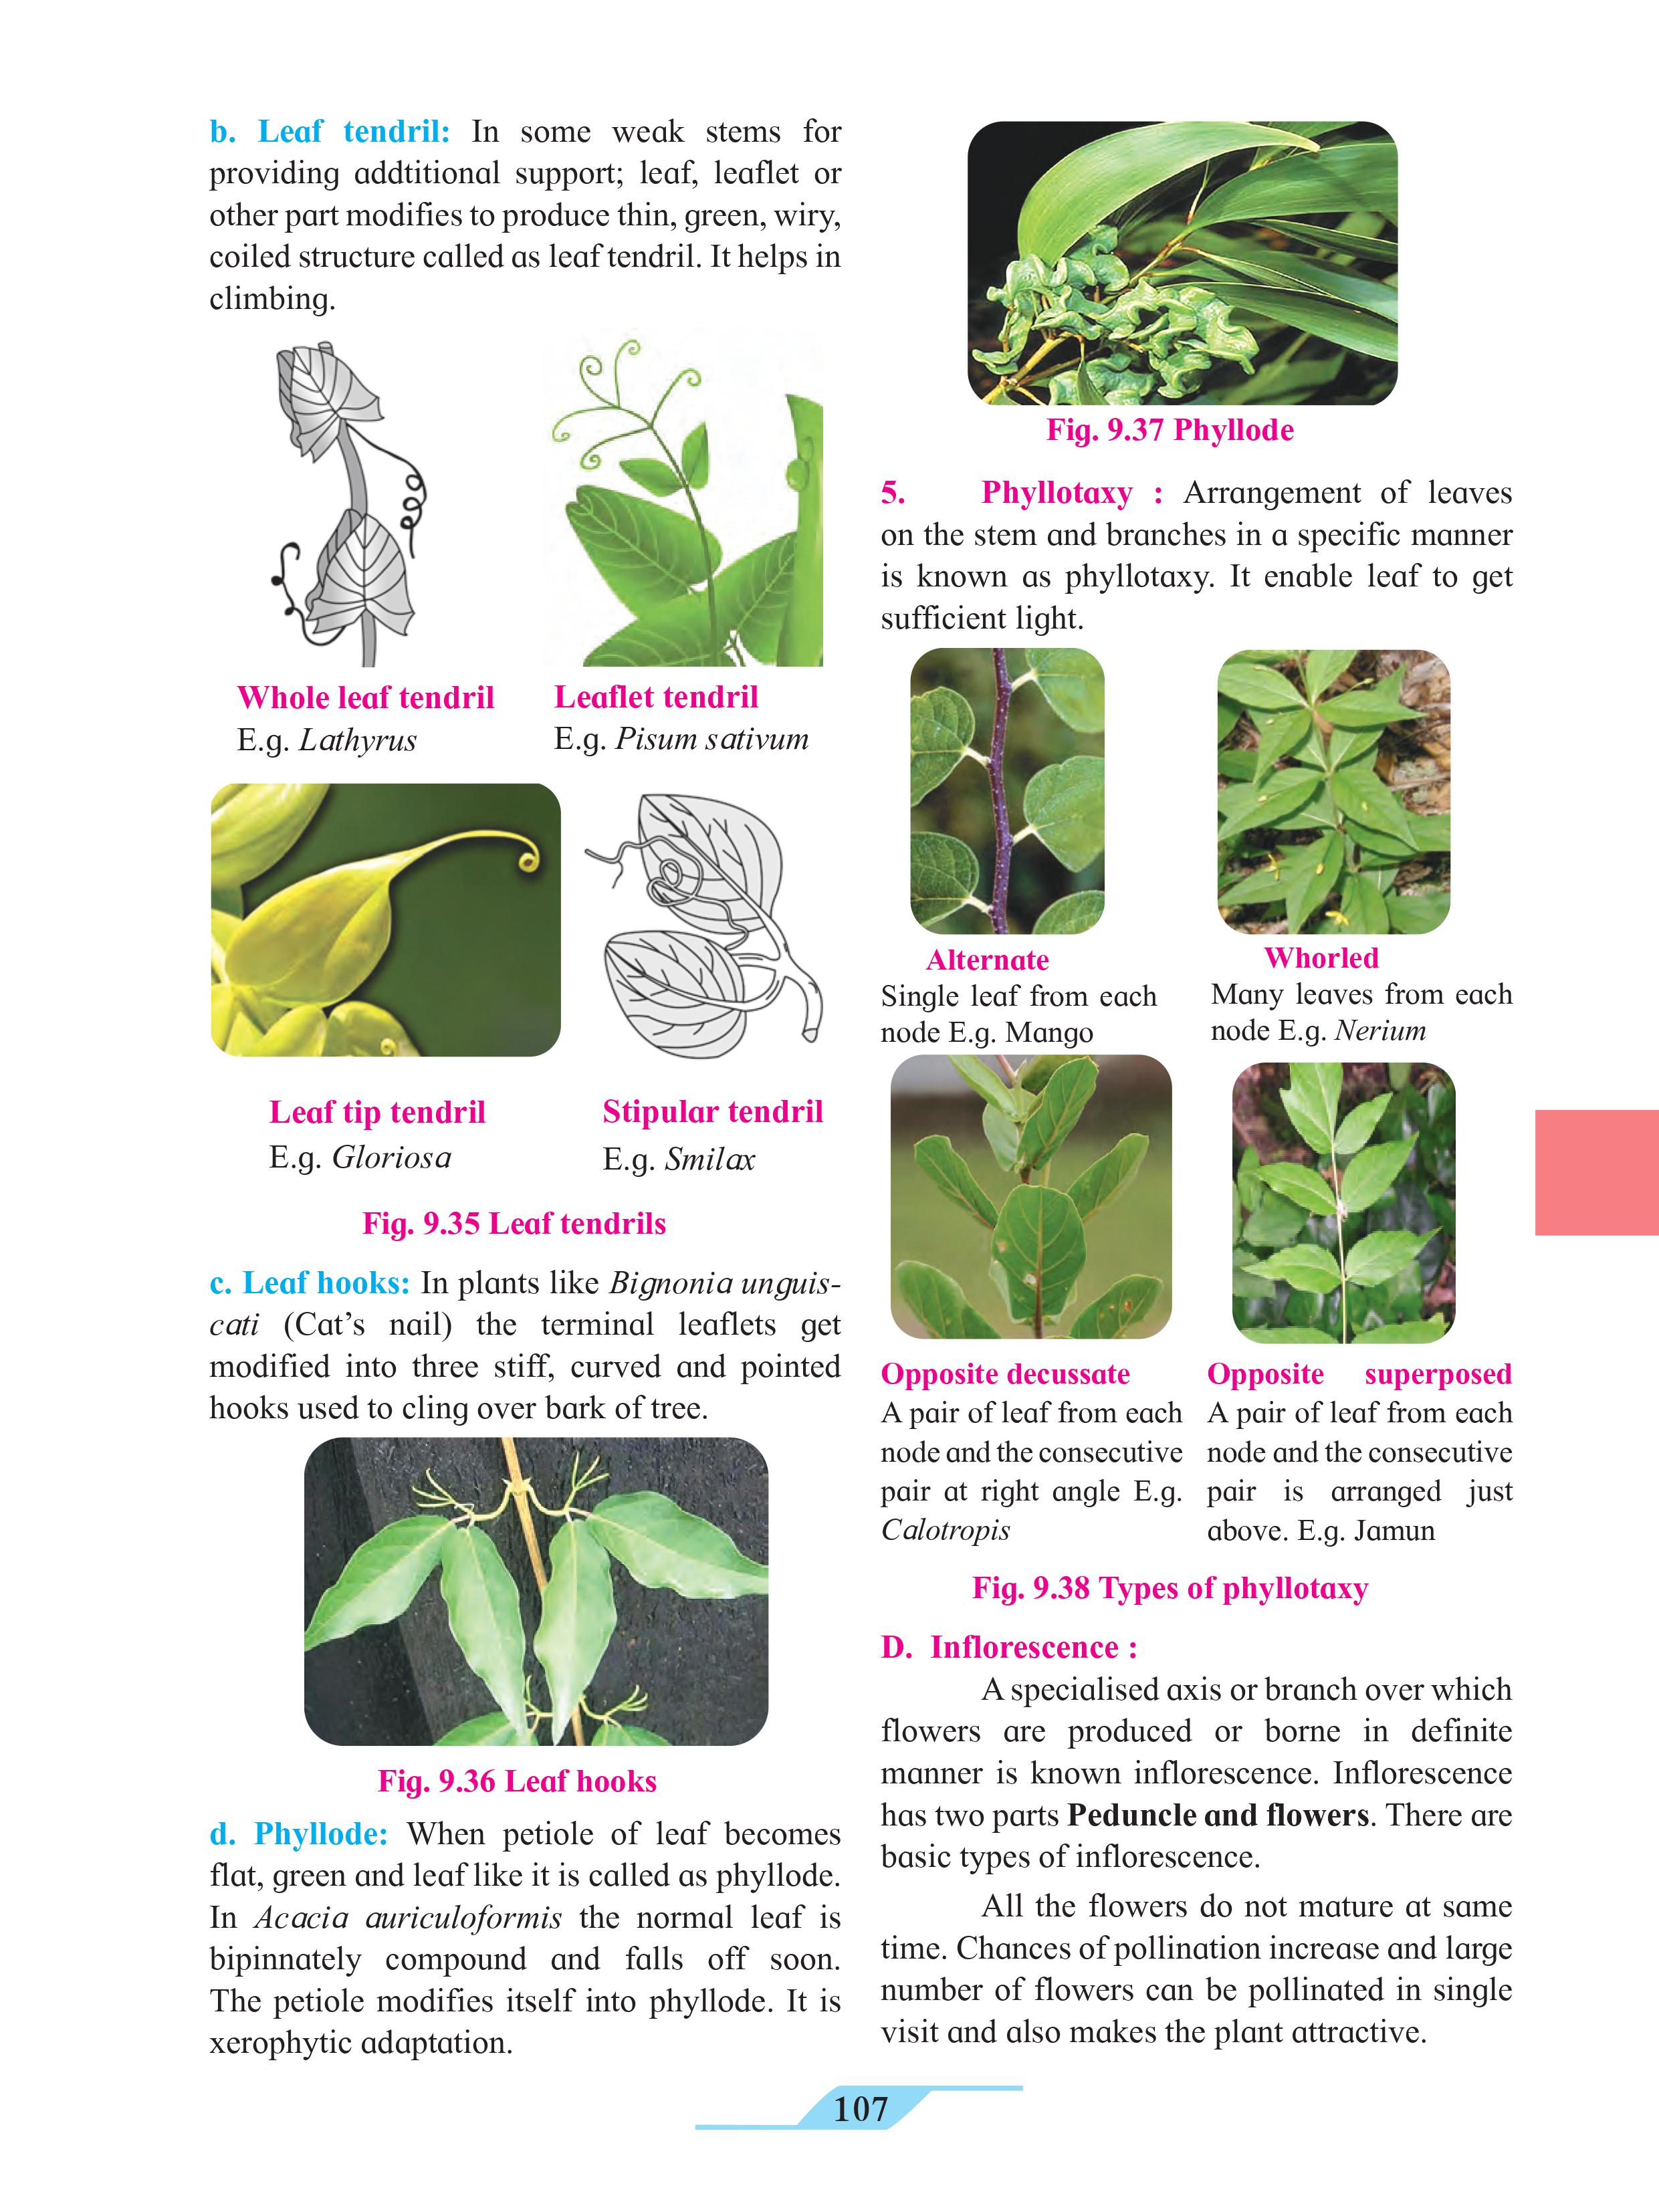 b. Leaf tendril: In some weak stems for
providing addtitional support; leaf, leaflet or
other part modifies to produce thin, green, wiry,
coiled structure called as leaf tendril. It helps in
climbing.
Whole leaf tendril
E.g. Lathyrus
Leaflet tendril
E.g. Pisum sativum
Leaf tip tendril
E.g. Gloriosa
Stipular tendril
E.g. Smilax
Fig. 9.35 Leaf tendrils
c. Leaf hooks: In plants like Bignonia unguis-
cati (Cat's nail) the terminal leaflets get
modified into three stiff, curved and pointed
hooks used to cling over bark of tree.
Fig. 9.36 Leaf hooks
d. Phyllode: When petiole of leaf becomes
flat, green and leaf like it is called as phyllode.
In Acacia auriculoformis the normal leaf is
bipinnately compound and falls off soon.
The petiole modifies itself into phyllode. It is
xerophytic adaptation.
Fig. 9.37 Phyllode
5. Phyllotaxy : Arrangement of leaves
on the stem and branches in a specific manner
is known as phyllotaxy. It enable leaf to get
sufficient light.
Alternate
Single leaf from each
node E.g. Mango
Whorled
Many leaves from each
node E.g. Nerium
Opposite decussate
A pair of leaf from each
node and the consecutive
pair at right angle E.g.
Calotropis
Opposite superposed
A pair of leaf from each
node and the consecutive
pair is arranged just
above. E.g. Jamun
Fig. 9.38 Types of phyllotaxy
D. Inflorescence :
A specialised axis or branch over which
flowers are produced or borne in definite
manner is known inflorescence. Inflorescence
has two parts Peduncle and flowers. There are
basic types of inflorescence.
All the flowers do not mature at same
time. Chances of pollination increase and large
number of flowers can be pollinated in single
visit and also makes the plant attractive.
107